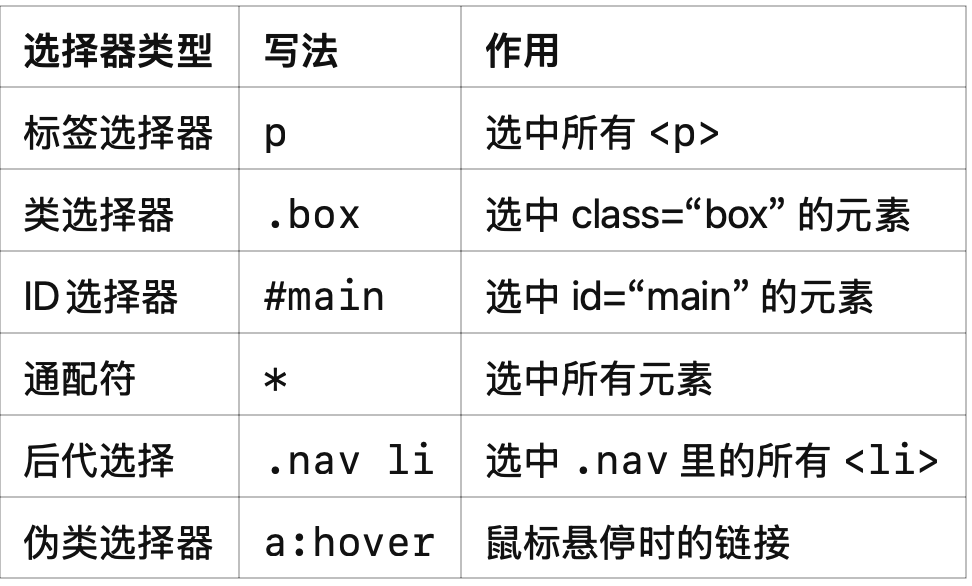 选择器类型 写法 作用
标签选择器 p 选中所有 <p>
类选择器 .box 选中 class=“box” 的元素
ID选择器 #main 选中 id=“main” 的元素
通配符 * 选中所有元素
后代选择 .nav li 选中 .nav 里的所有 <li>
伪类选择器 a:hover 鼠标悬停时的链接